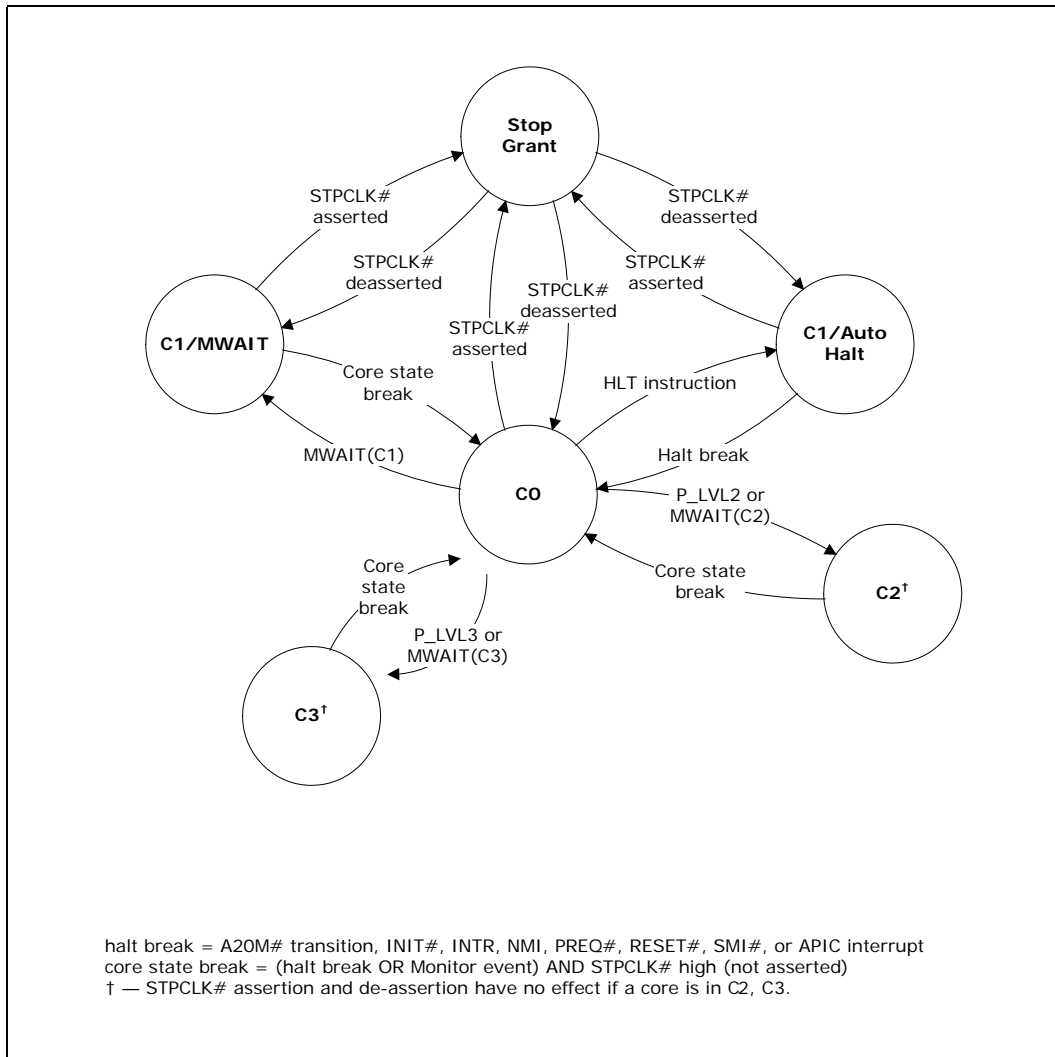 Stop
Grant
STPCLK#
asserted
STPCLK#
deasserted
STPCLK#
deasserted
STPCLK#
asserted
STPCLK#
deasserted
STPCLK#
asserted
C1/MWAIT
C1/Auto
Halt
Core state
break
HLT instruction
MWAIT(C1)
Halt break
C0
P_LVL2 or
MWAIT(C2)
Core
state
break
Core state
break
C2†
P_LVL3 or
MWAIT(C3)
C3†
halt break = A20M# transition, INIT#, INTR, NMI, PREQ#, RESET#, SMI#, or APIC interrupt
core state break = (halt break OR Monitor event) AND STPCLK# high (not asserted)
† — STPCLK# assertion and de-assertion have no effect if a core is in C2, C3.